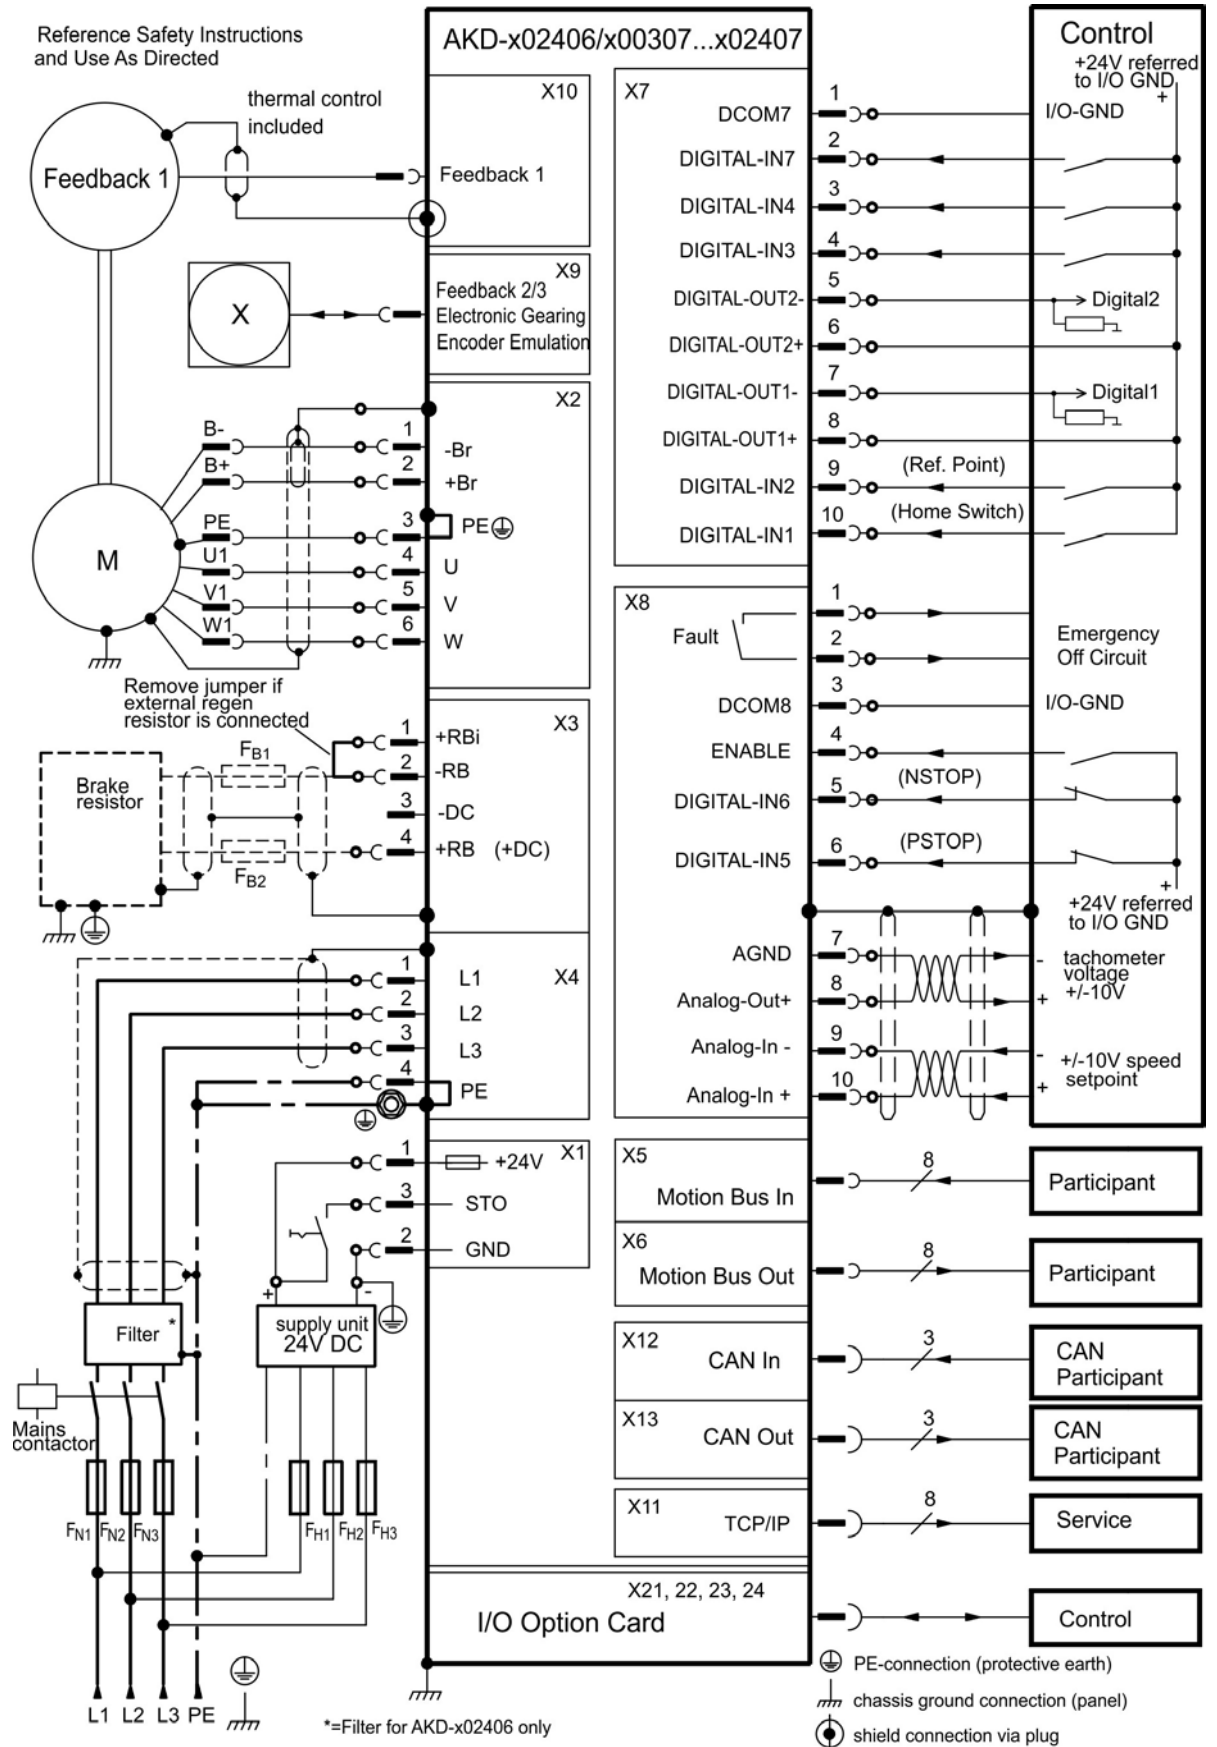 Reference Safety Instructions
and Use As Directed
AKD-x02406/x00307...x02407
Control
+24V referred
to I/O GND
+
thermal control
included
Feedback 1
X10
Feedback 1
X9
Feedback 2/3
Electronic Gearing
Encoder Emulation
X
X2
B- 1 -Br
B+ 2 +Br
PE 3 PE
U1 4 U
V1 5 V
W1 6 W
M
Remove jumper if
external regen
resistor is connected
X3
1 +RBi
2 -RB
3 -DC
4 +RB (+DC)
FB1
FB2
Brake
resistor
X4
1 L1
2 L2
3 L3
4 PE
X1
1 +24V
3 STO
2 GND
+ -
supply unit
24V DC
Filter *
Mains
contactor
FN1 FN2 FN3 FH1 FH2 FH3
L1 L2 L3 PE
*=Filter for AKD-x02406 only
X7
DCOM7 1 I/O-GND
DIGITAL-IN7 2
DIGITAL-IN4 3
DIGITAL-IN3 4
DIGITAL-OUT2- 5 Digital2
DIGITAL-OUT2+ 6
DIGITAL-OUT1- 7 Digital1
DIGITAL-OUT1+ 8
DIGITAL-IN2 9 (Ref. Point)
DIGITAL-IN1 10 (Home Switch)
X8
Fault 1
2
Emergency
Off Circuit
DCOM8 3 I/O-GND
ENABLE 4
DIGITAL-IN6 5 (NSTOP)
DIGITAL-IN5 6 (PSTOP)
+
+24V referred
to I/O GND
AGND 7 -
Analog-Out+ 8 +
tachometer
voltage
+/-10V
Analog-In - 9 -
Analog-In + 10 +
+/-10V speed
setpoint
X5
Motion Bus In 8 Participant
X6
Motion Bus Out 8 Participant
X12
CAN In 3 CAN
Participant
X13
CAN Out 3 CAN
Participant
X11
TCP/IP 8 Service
X21, 22, 23, 24
I/O Option Card Control
PE-connection (protective earth)
chassis ground connection (panel)
shield connection via plug